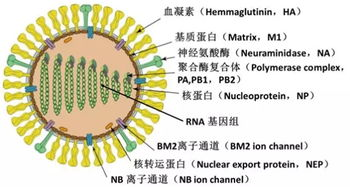 血凝素（Hemmaglutinin，HA）
基质蛋白（Matrix，M1）
神经氨酸酶（Neuraminidase，NA）
聚合酶复合体（Polymerase complex，
PA,PB1，PB2）
核蛋白（Nucleoprotein，NP）
RNA 基因组
BM2离子通道（BM2 ion channel）
核转运蛋白（Nuclear export protein，NEP）
NB 离子通道（NB ion channel）